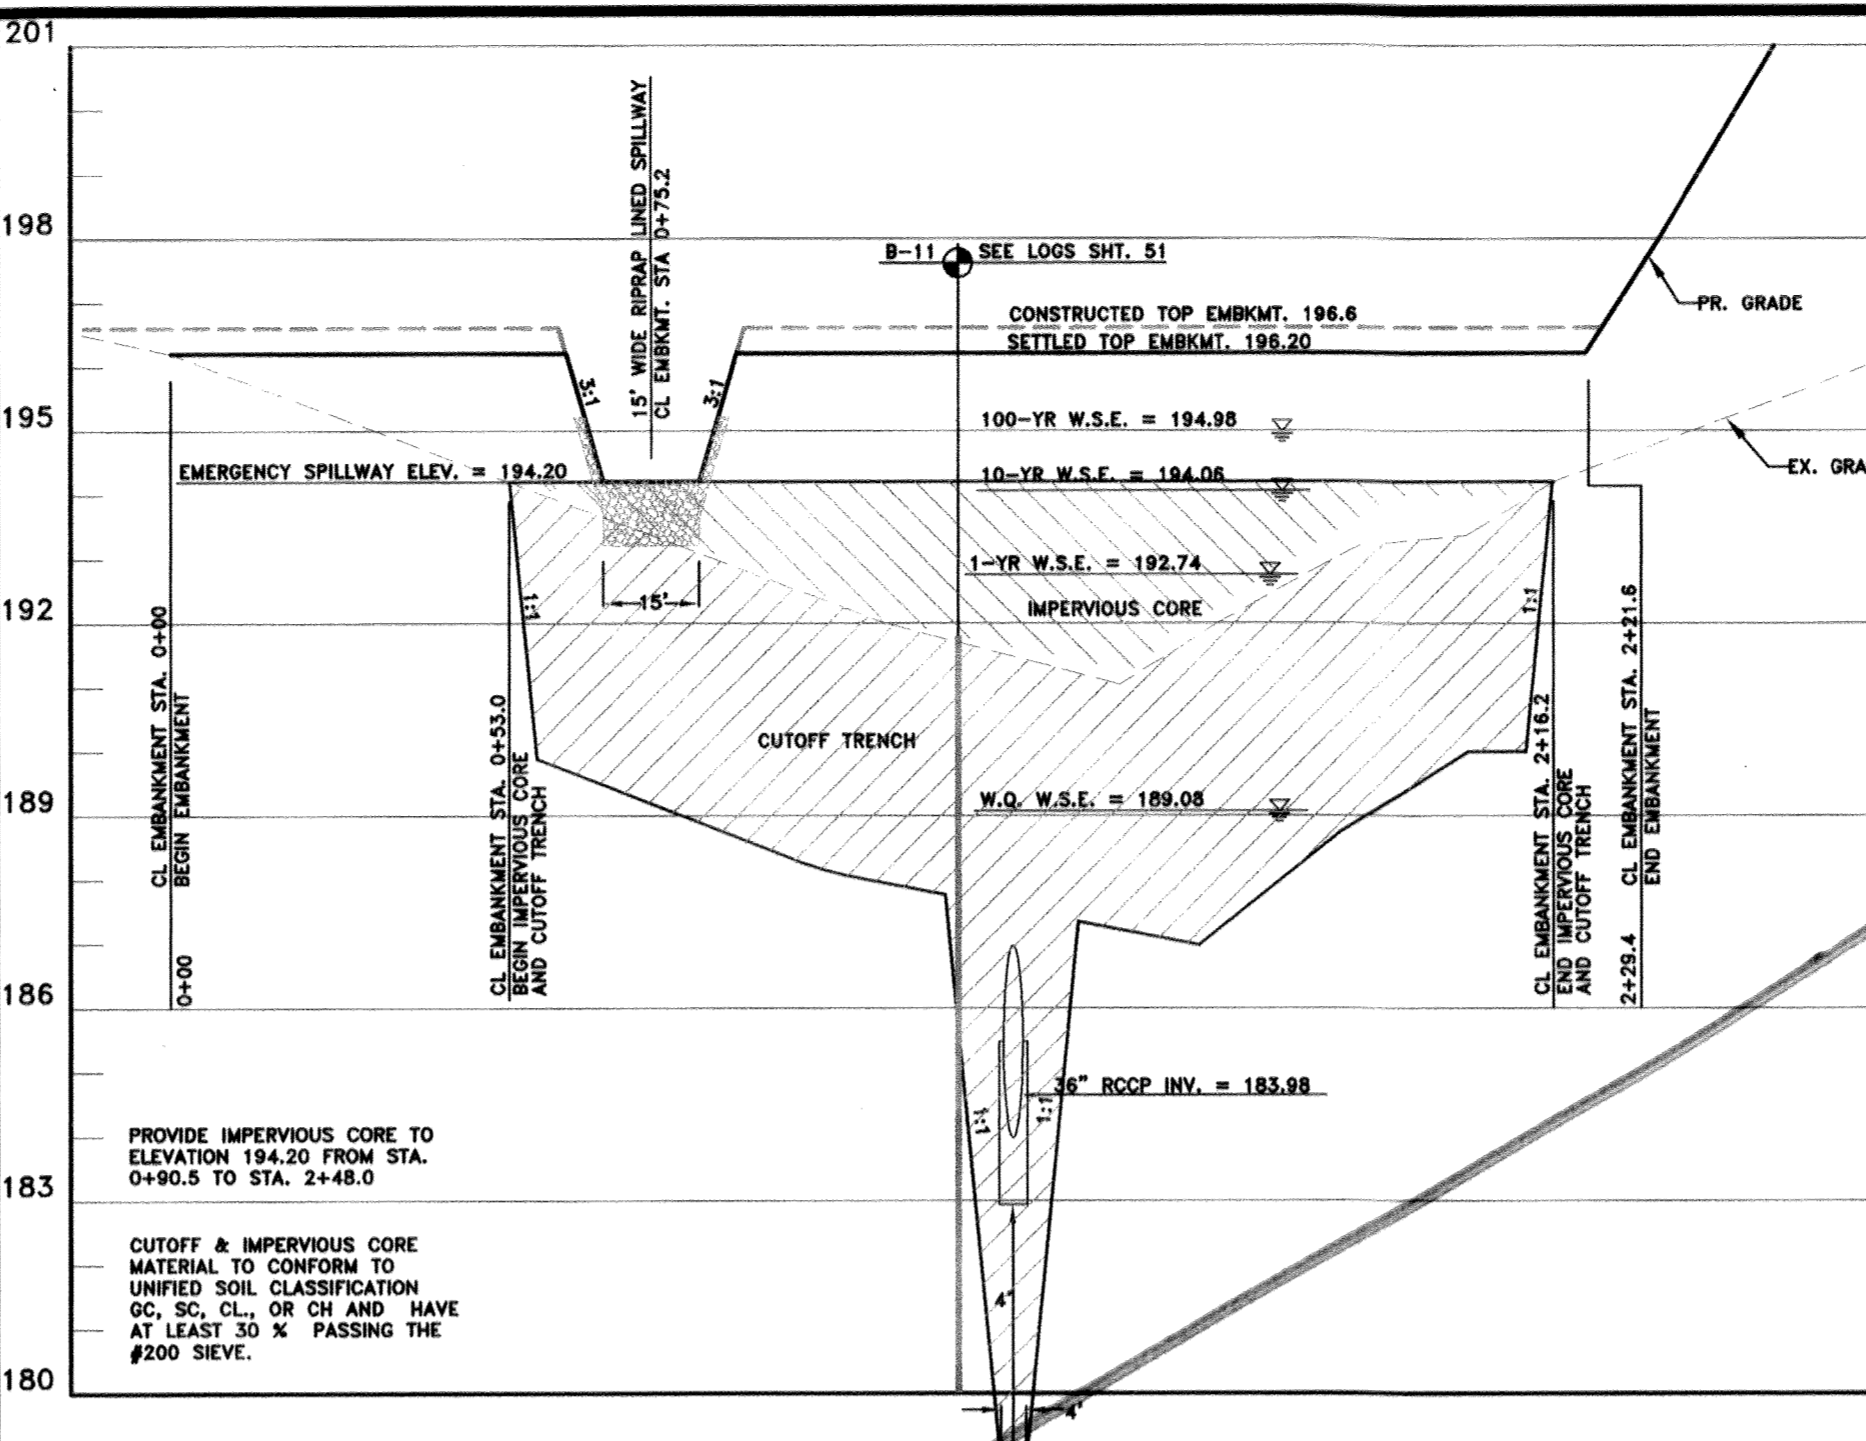 201
198
195
192
189
186
183
180
15' WIDE RIPRAP LINED SPILLWAY
CL EMBKMT. STA 0+75.2
B-11
SEE LOGS SHT. 51
PR. GRADE
CONSTRUCTED TOP EMBKMT. 196.6
SETTLED TOP EMBKMT. 196.20
3:1
3:1
100-YR W.S.E. = 194.98
EMERGENCY SPILLWAY ELEV. = 194.20
10-YR W.S.E. = 194.06
EX. GRA
1-YR W.S.E. = 192.74
15'
IMPERVIOUS CORE
1:1
1:1
CUTOFF TRENCH
W.Q. W.S.E. = 189.08
CL EMBANKMENT STA. 0+00
BEGIN EMBANKMENT
0+00
CL EMBANKMENT STA. 0+53.0
BEGIN IMPERVIOUS CORE
AND CUTOFF TRENCH
CL EMBANKMENT STA. 2+16.2
END IMPERVIOUS CORE
AND CUTOFF TRENCH
2+29.4
CL EMBANKMENT STA. 2+21.6
END EMBANKMENT
36" RCCP INV. = 183.98
1:1
1:1
4'
4'
PROVIDE IMPERVIOUS CORE TO
ELEVATION 194.20 FROM STA.
0+90.5 TO STA. 2+48.0
CUTOFF & IMPERVIOUS CORE
MATERIAL TO CONFORM TO
UNIFIED SOIL CLASSIFICATION
GC, SC, CL., OR CH AND HAVE
AT LEAST 30 % PASSING THE
#200 SIEVE.